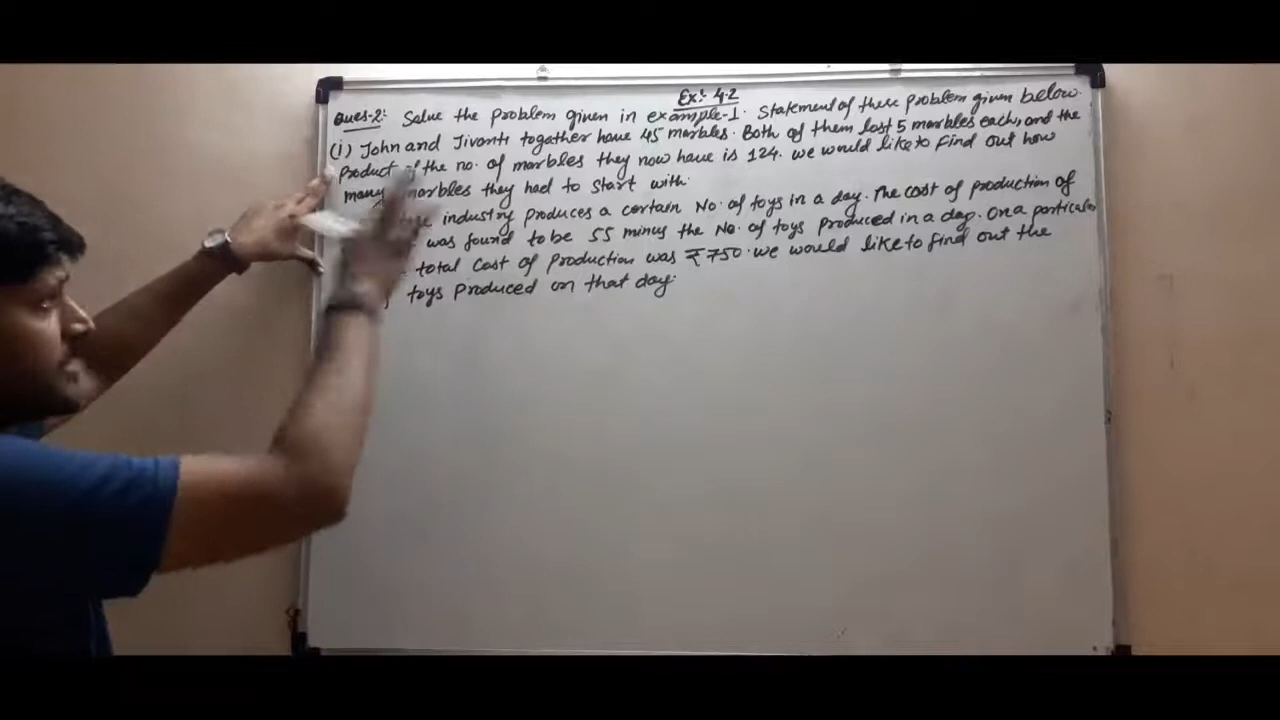 Ex:- 4.2
Ques-2: Solve the problem given in example-1. Statement of these problem given below.
(i) John and Jivanti togather have 45 marbles. Both of them lost 5 marbles each, and the
Product of the no. of marbles they now have is 124. we would like to find out how
many marbles they had to start with.
industry produces a certain No. of toys in a day. The cost of production of
was found to be 55 minus the No. of toys produced in a day. On a particular
total cost of production was ₹750. we would like to find out the
toys produced on that day.